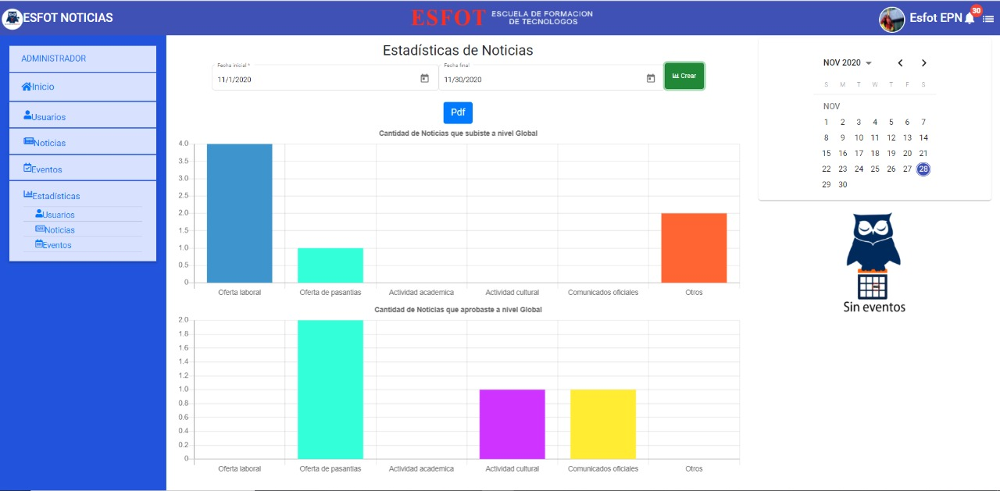 ESFOT NOTICIAS
ESFOT ESCUELA DE FORMACION
DE TECNOLOGOS
Esfot EPN 30
ADMINISTRADOR
Inicio
Usuarios
Noticias
Eventos
Estadísticas
Usuarios
Noticias
Eventos
Estadísticas de Noticias
Fecha inicial *
11/1/2020
Fecha final
11/30/2020
Crear
Pdf
Cantidad de Noticias que subiste a nivel Global
4.0
3.5
3.0
2.5
2.0
1.5
1.0
0.5
0
Oferta laboral Oferta de pasantías Actividad academica Actividad cultural Comunicados oficiales Otros
Cantidad de Noticias que aprobaste a nivel Global
2.0
1.8
1.6
1.4
1.2
1.0
0.8
0.6
0.4
0.2
0
Oferta laboral Oferta de pasantías Actividad academica Actividad cultural Comunicados oficiales Otros
NOV 2020
S M T W T F S
NOV
1 2 3 4 5 6 7
8 9 10 11 12 13 14
15 16 17 18 19 20 21
22 23 24 25 26 27 28
29 30
Sin eventos